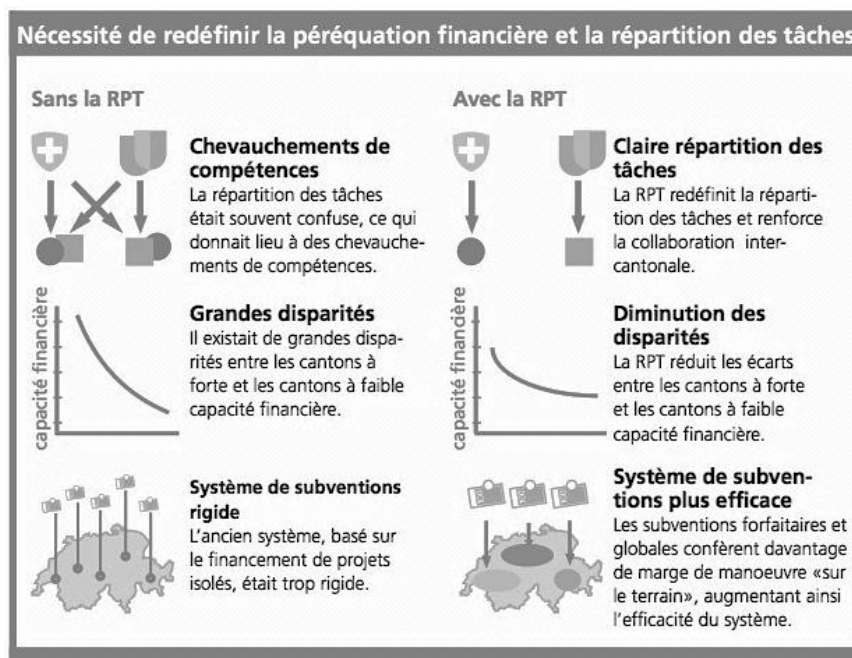 Nécessité de redéfinir la péréquation financière et la répartition des tâches
Sans la RPT
Chevauchements de
compétences
La répartition des tâches
était souvent confuse, ce qui
donnait lieu à des chevauche-
ments de compétences.
capacité financière
Grandes disparités
Il existait de grandes dispa-
rités entre les cantons à
forte et les cantons à faible
capacité financière.
Système de subventions
rigide
L'ancien système, basé sur
le financement de projets
isolés, était trop rigide.
Avec la RPT
Claire répartition des
tâches
La RPT redéfinit la réparti-
tion des tâches et renforce
la collaboration inter-
cantonale.
capacité financière
Diminution des
disparités
La RPT réduit les écarts
entre les cantons à forte
et les cantons à faible
capacité financière.
Système de subven-
tions plus efficace
Les subventions forfaitaires et
globales confèrent davantage
de marge de manoeuvre «sur
le terrain», augmentant ainsi
l'efficacité du système.